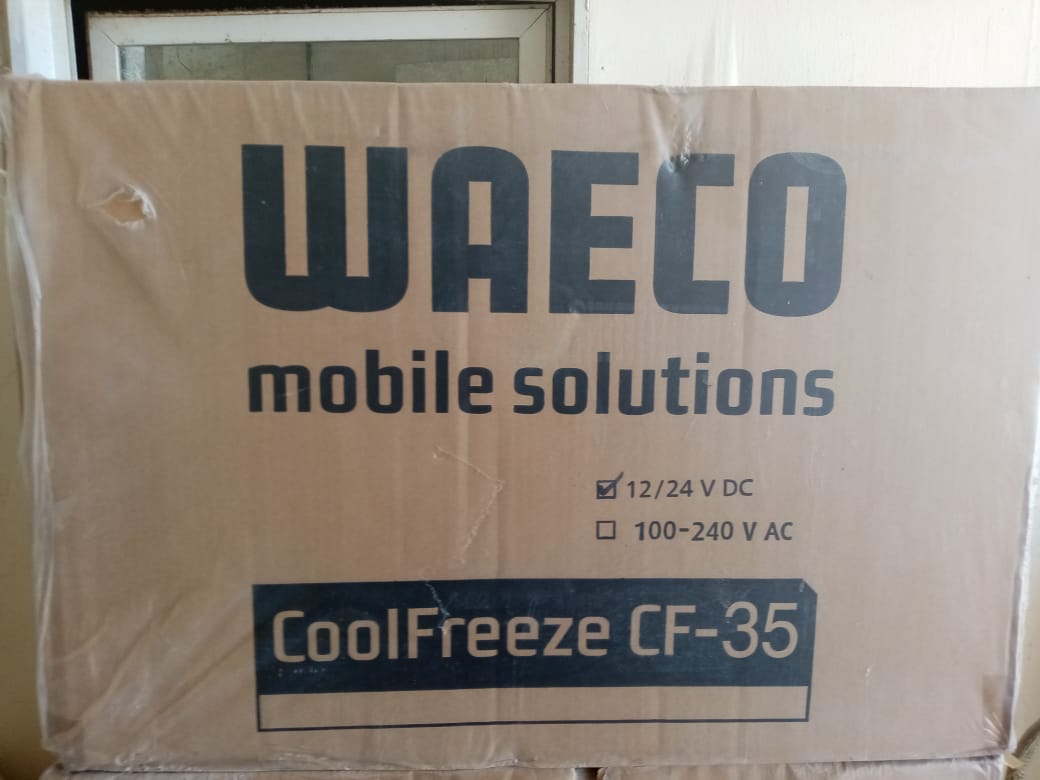 WAECO
mobile solutions
☑ 12/24 V DC
☐ 100-240 V AC
CoolFreeze CF-35